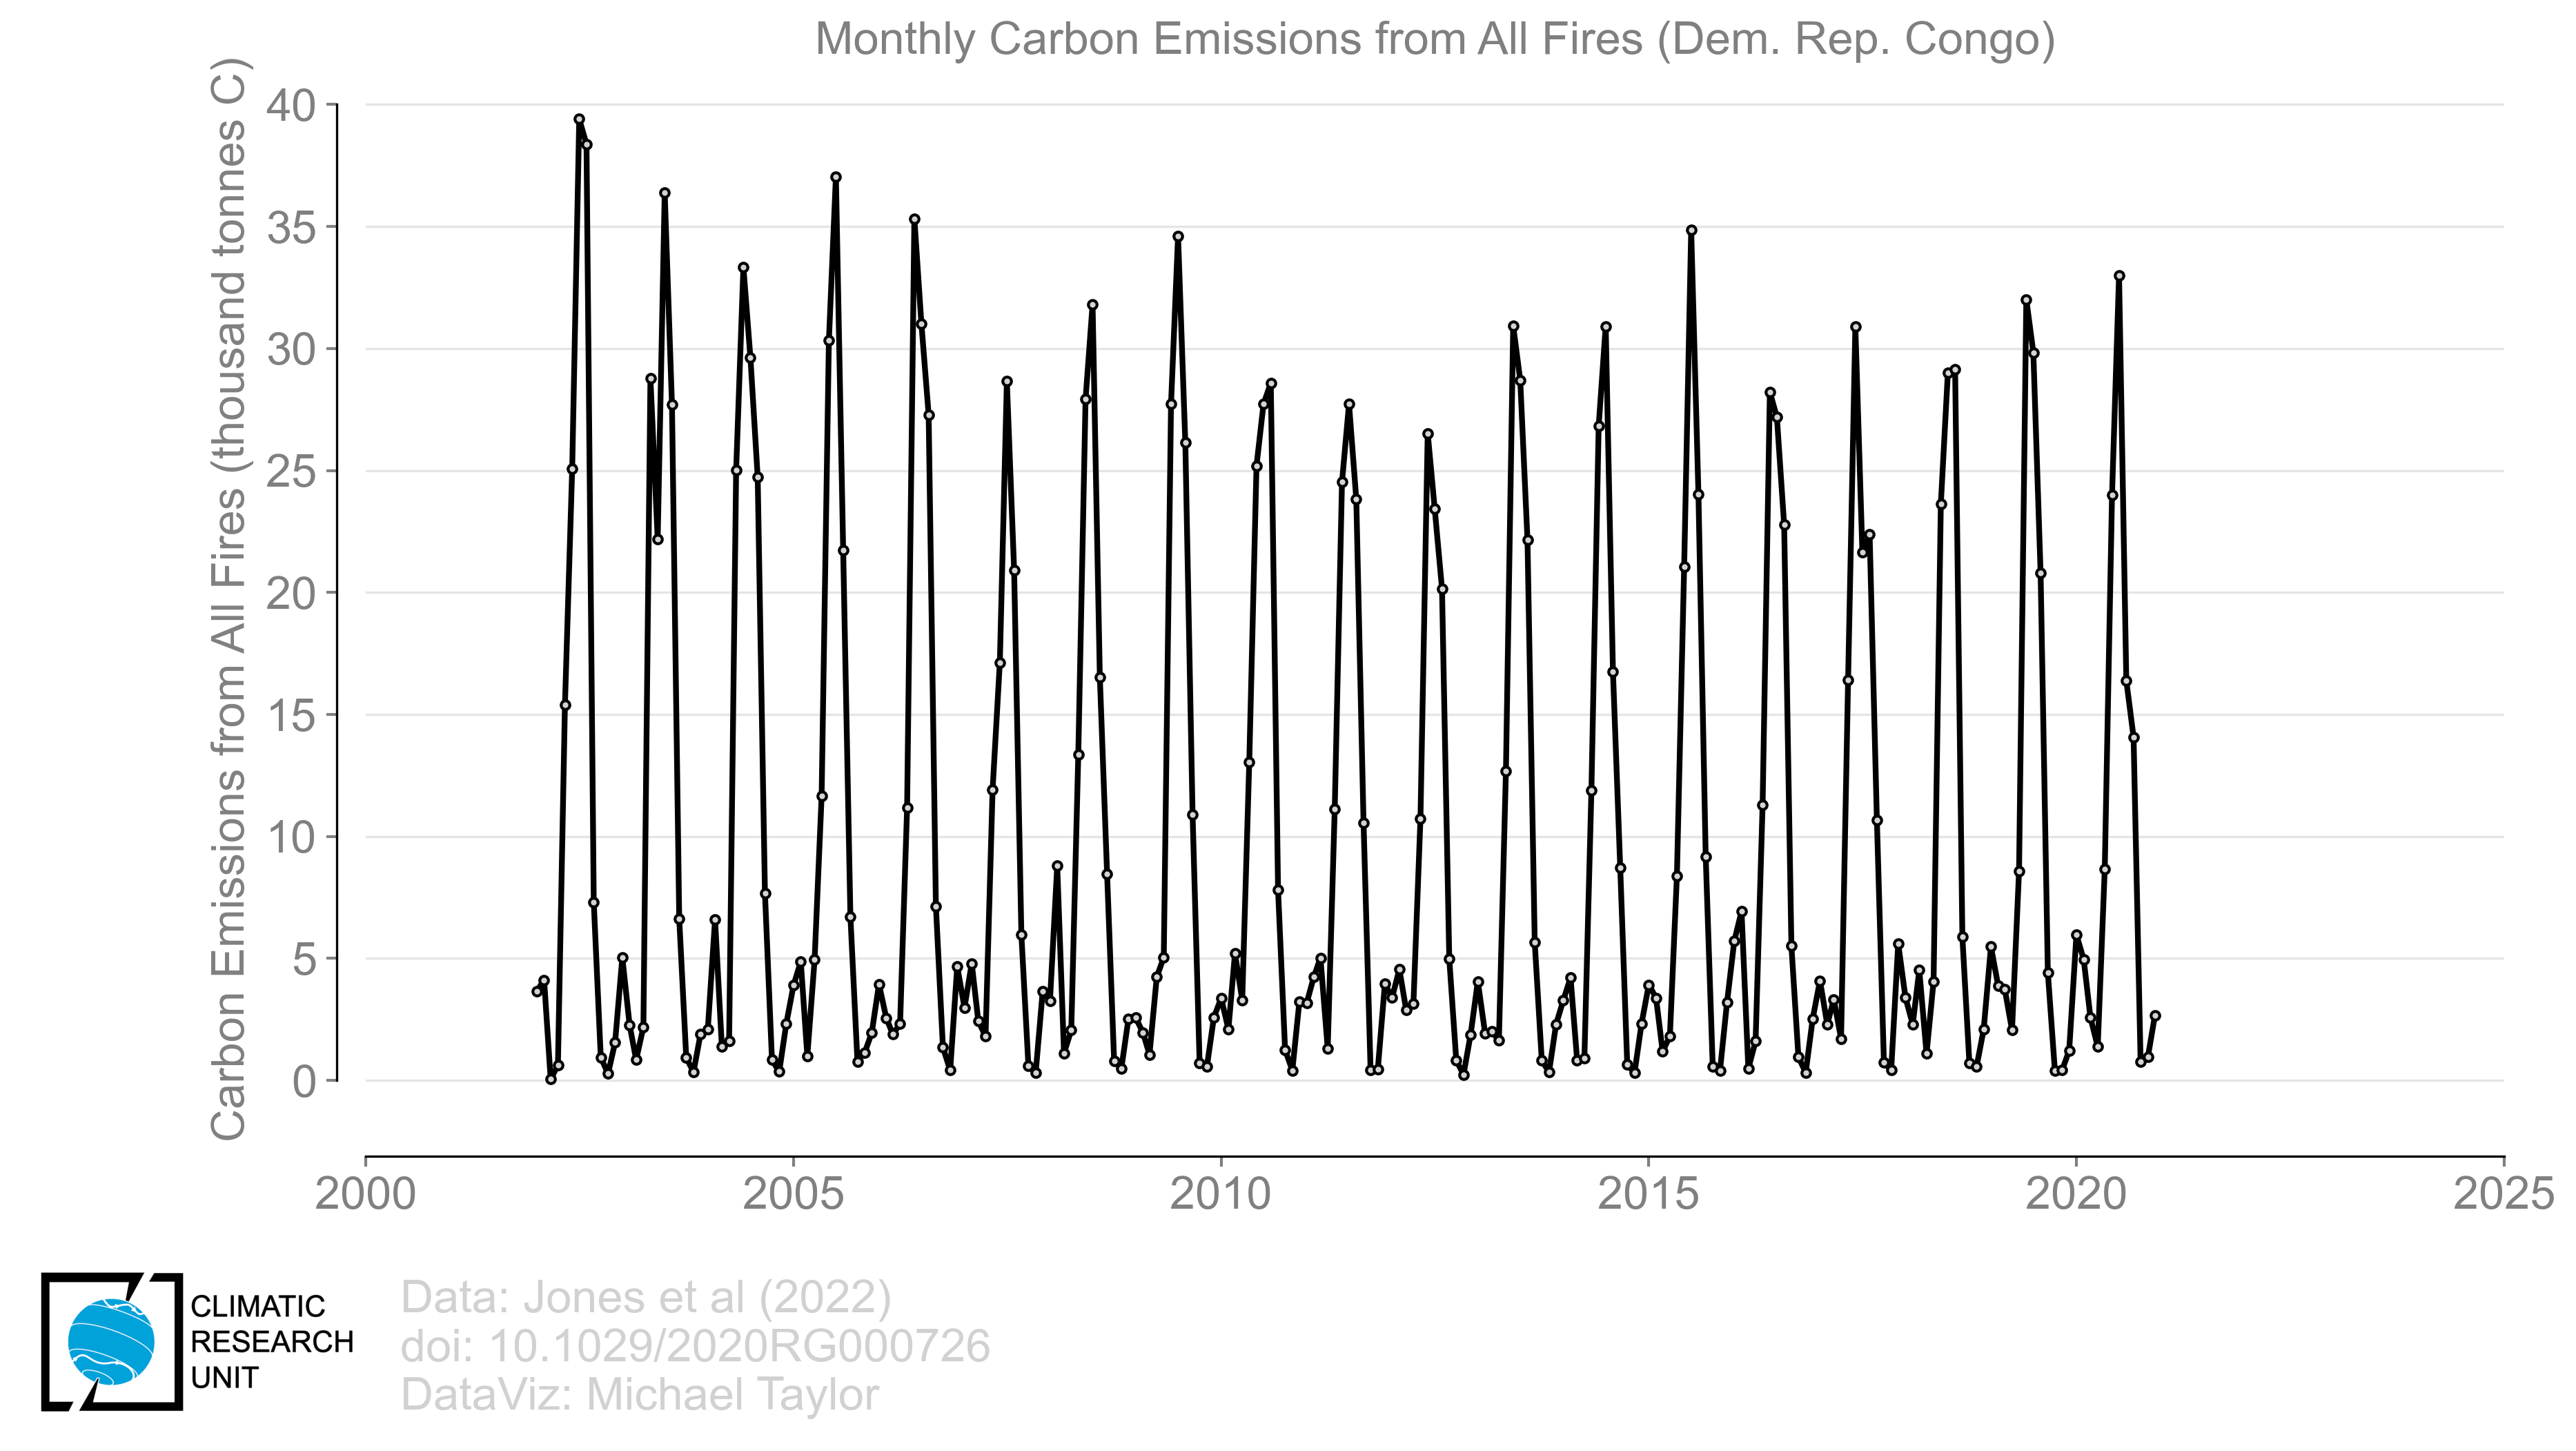 Monthly Carbon Emissions from All Fires (Dem. Rep. Congo)
Carbon Emissions from All Fires (thousand tonnes C)
40
35
30
25
20
15
10
5
0
2000
2005
2010
2015
2020
2025
CLIMATIC
RESEARCH
UNIT
Data: Jones et al (2022)
doi: 10.1029/2020RG000726
DataViz: Michael Taylor